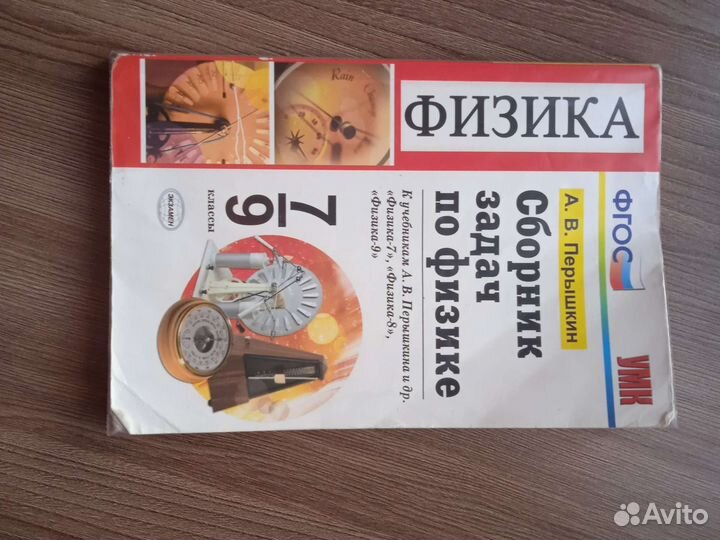 УМК
ФГОС
А. В. Перышкин
Сборник
задач
по физике
К учебникам А. В. Перышкина и др.
«Физика-7», «Физика-8»,
«Физика-9»
7
9
классы
ЭКЗАМЕН
ФИЗИКА
Rain
Avito